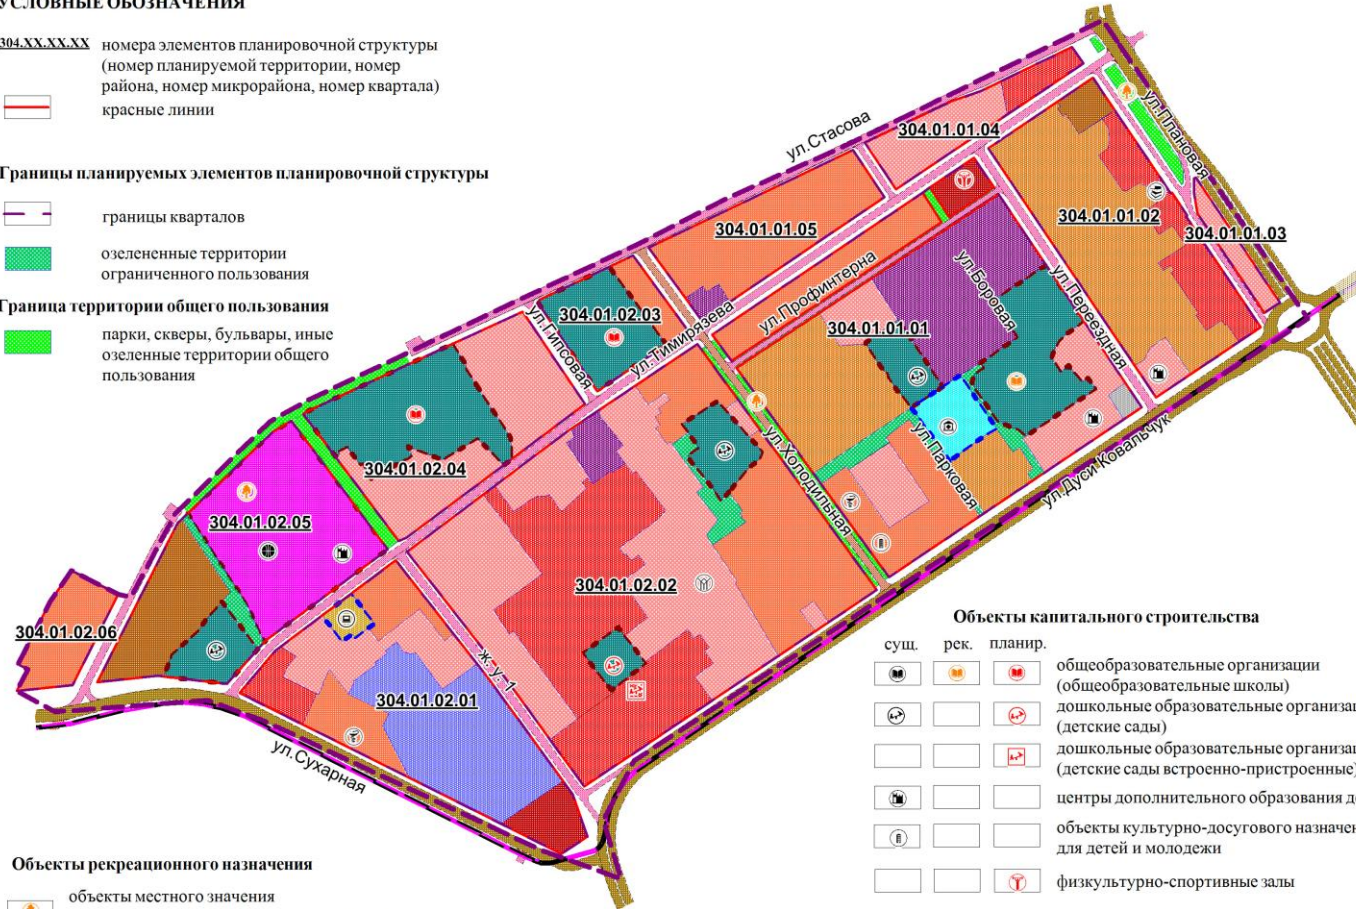 УСЛОВНЫЕ ОБОЗНАЧЕНИЯ
304.XX.XX.XX номера элементов планировочной структуры
(номер планируемой территории, номер
района, номер микрорайона, номер квартала)
красные линии
Границы планируемых элементов планировочной структуры
границы кварталов
озелененные территории
ограниченного пользования
Граница территории общего пользования
парки, скверы, бульвары, иные
озеленные территории общего
пользования
ул.Стасова
304.01.01.04
ул.Плановая
304.01.01.02
304.01.01.03
304.01.01.05
ул.Профинтерна
ул.Боровая
ул.Переездная
304.01.01.01
304.01.02.03
ул.Гипсовая
ул.Тимирязева
ул.Холодильная
ул.Парковая
ул.Дуси Ковальчук
304.01.02.04
304.01.02.05
304.01.02.02
304.01.02.06
304.01.02.01
ж.у.1
ул.Сухарная
Объекты капитального строительства
сущ. рек. планир.
общеобразовательные организации
(общеобразовательные школы)
дошкольные образовательные организац
(детские сады)
дошкольные образовательные организац
(детские сады встроенно-пристроенные)
центры дополнительного образования де
объекты культурно-досугового назначен
для детей и молодежи
физкультурно-спортивные залы
Объекты рекреационного назначения
объекты местного значения